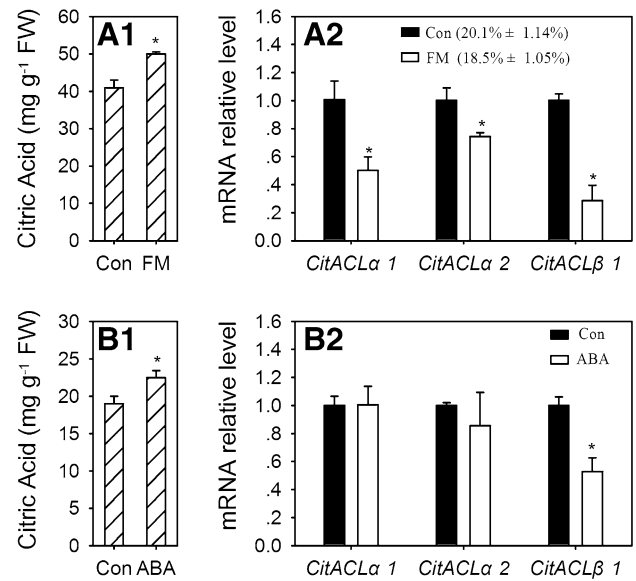 A1
Citric Acid (mg g⁻¹ FW)
60
50
40
30
20
10
0
*
Con FM
A2
mRNA relative level
1.6
1.4
1.2
1.0
.8
.6
.4
.2
0.0
Con (20.1% ± 1.14%)
FM (18.5% ± 1.05%)
*
*
*
CitACLα 1 CitACLα 2 CitACLβ 1
B1
Citric Acid (mg g⁻¹ FW)
30
25
20
15
10
5
0
*
Con ABA
B2
mRNA relative level
1.6
1.4
1.2
1.0
.8
.6
.4
.2
0.0
Con
ABA
*
CitACLα 1 CitACLα 2 CitACLβ 1